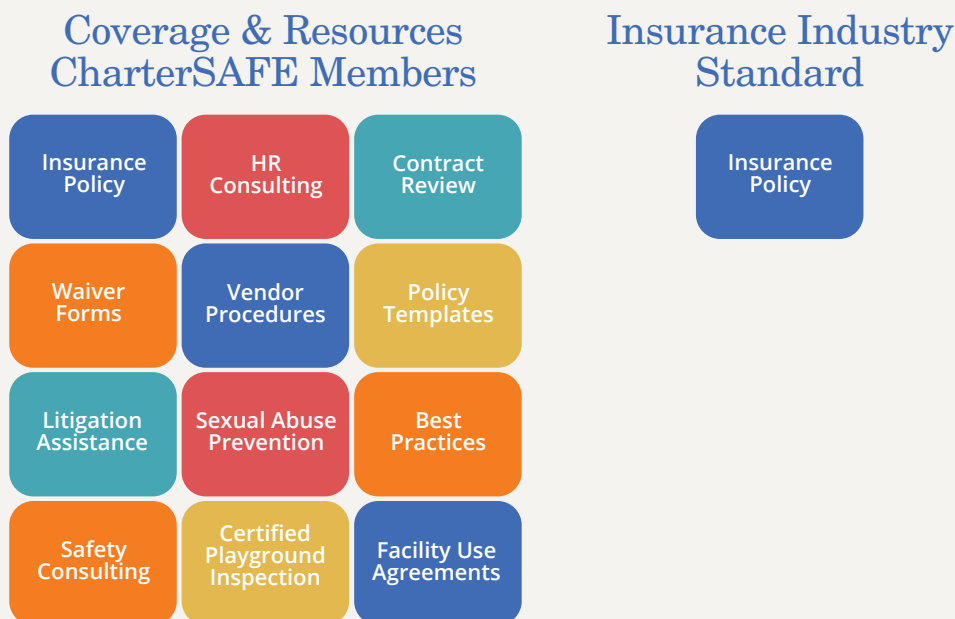 Coverage & Resources
CharterSAFE Members
Insurance
Policy
HR
Consulting
Contract
Review
Waiver
Forms
Vendor
Procedures
Policy
Templates
Litigation
Assistance
Sexual Abuse
Prevention
Best
Practices
Safety
Consulting
Certified
Playground
Inspection
Facility Use
Agreements
Insurance Industry
Standard
Insurance
Policy